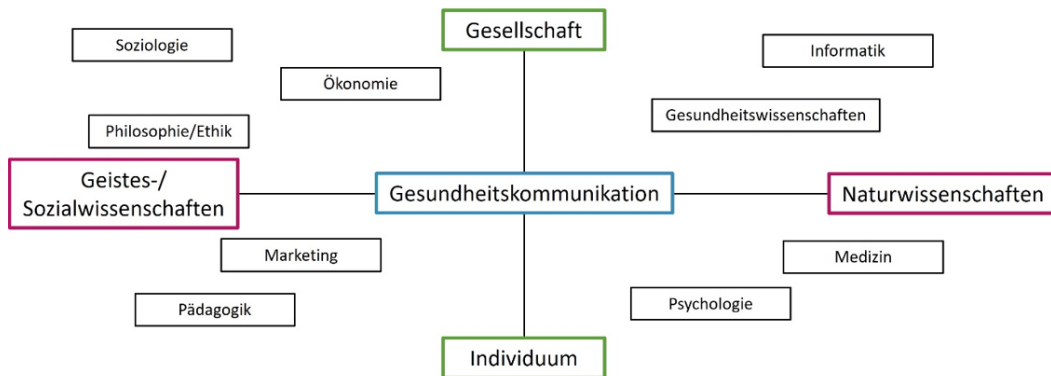 Gesellschaft
Soziologie
Informatik
Ökonomie
Gesundheitswissenschaften
Philosophie/Ethik
Geistes-/
Sozialwissenschaften
Gesundheitskommunikation
Naturwissenschaften
Marketing
Medizin
Pädagogik
Psychologie
Individuum